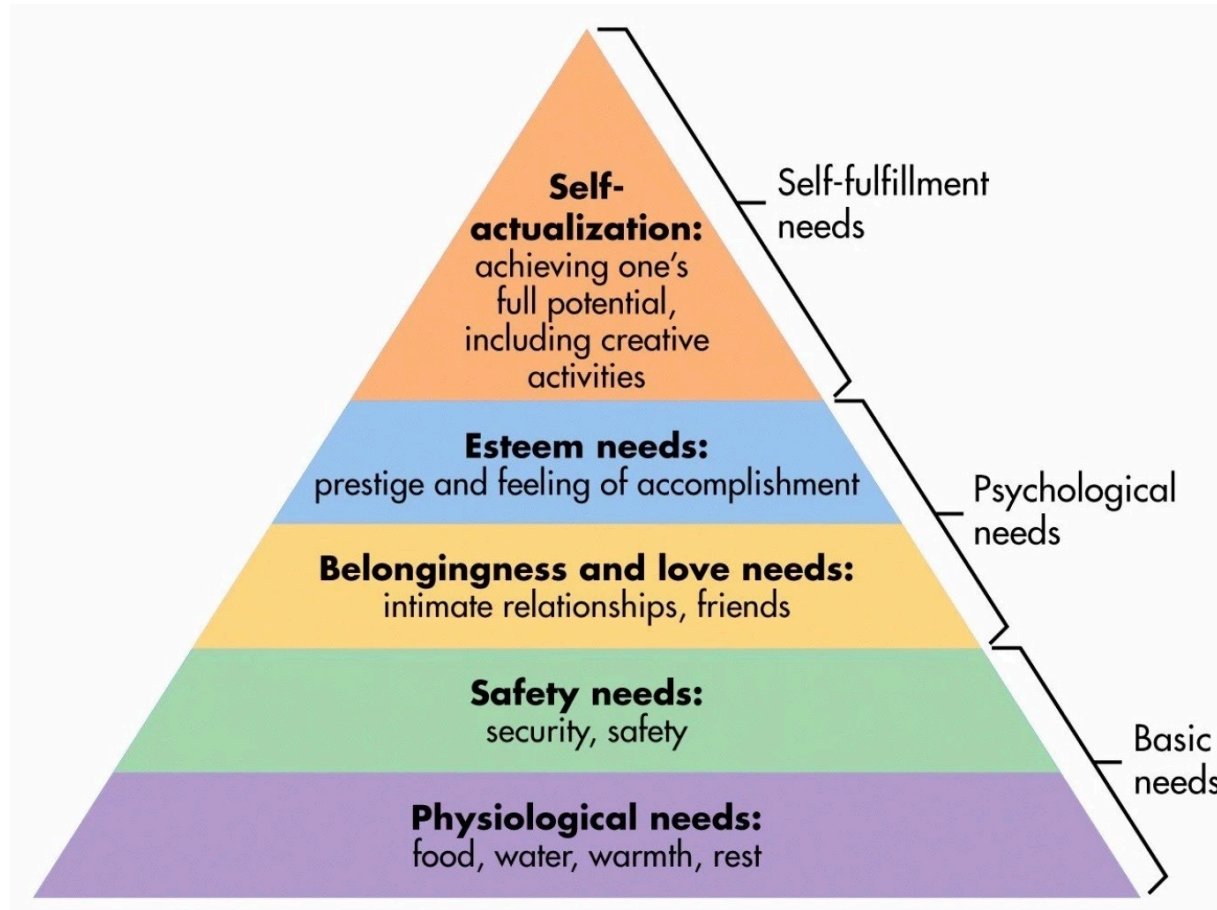 Self-
actualization:
achieving one's
full potential,
including creative
activities
Self-fulfillment
needs
Esteem needs:
prestige and feeling of accomplishment
Psychological
needs
Belongingness and love needs:
intimate relationships, friends
Safety needs:
security, safety
Basic
needs
Physiological needs:
food, water, warmth, rest